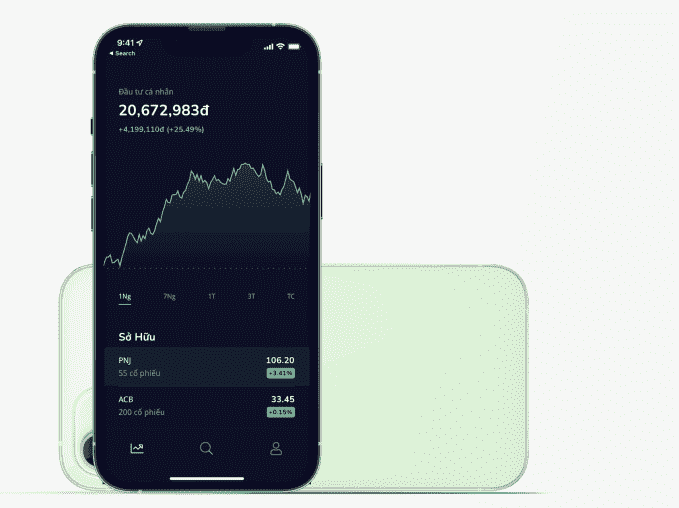 9:41
◀ Search
Đầu tư cá nhân
20,672,983đ
+4,199,110đ (+25.49%)
1Ng 7Ng 1T 3T TC
Sở Hữu
PNJ 106.20
55 cổ phiếu +3.41%
ACB 33.45
200 cổ phiếu +0.15%